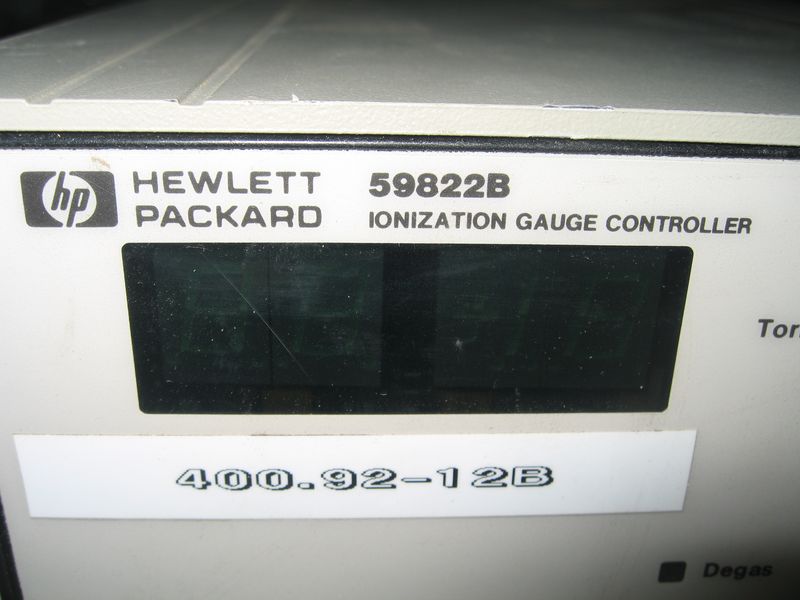 hp HEWLETT PACKARD
59822B
IONIZATION GAUGE CONTROLLER
400.92-12B
Degas